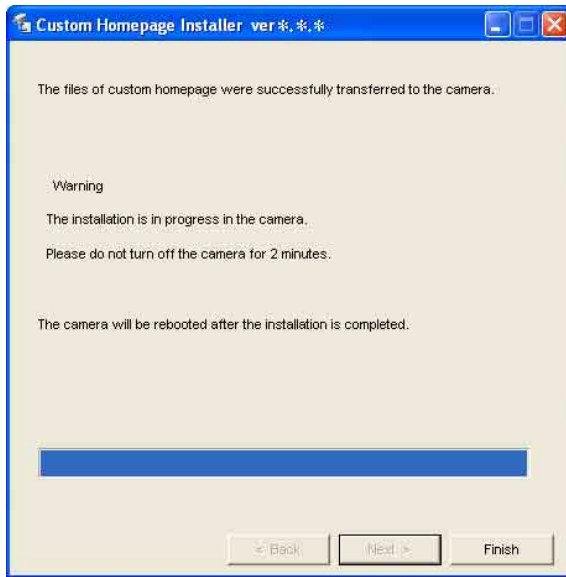 Custom Homepage Installer ver*.*.*
The files of custom homepage were successfully transferred to the camera.
Warning
The installation is in progress in the camera.
Please do not turn off the camera for 2 minutes.
The camera will be rebooted after the installation is completed.
< Back Next > Finish